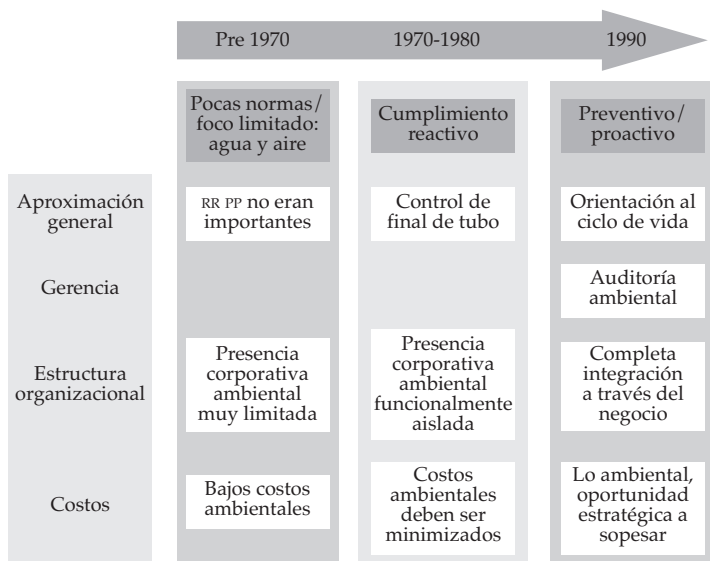 Pre 1970
1970-1980
1990
Pocas normas/
foco limitado:
agua y aire
Cumplimiento
reactivo
Preventivo/
proactivo
Aproximación
general
RR PP no eran
importantes
Control de
final de tubo
Orientación al
ciclo de vida
Gerencia
Auditoría
ambiental
Estructura
organizacional
Presencia
corporativa
ambiental
muy limitada
Presencia
corporativa
ambiental
funcionalmente
aislada
Completa
integración
a través del
negocio
Costos
Bajos costos
ambientales
Costos
ambientales
deben ser
minimizados
Lo ambiental,
oportunidad
estratégica a
sopesar